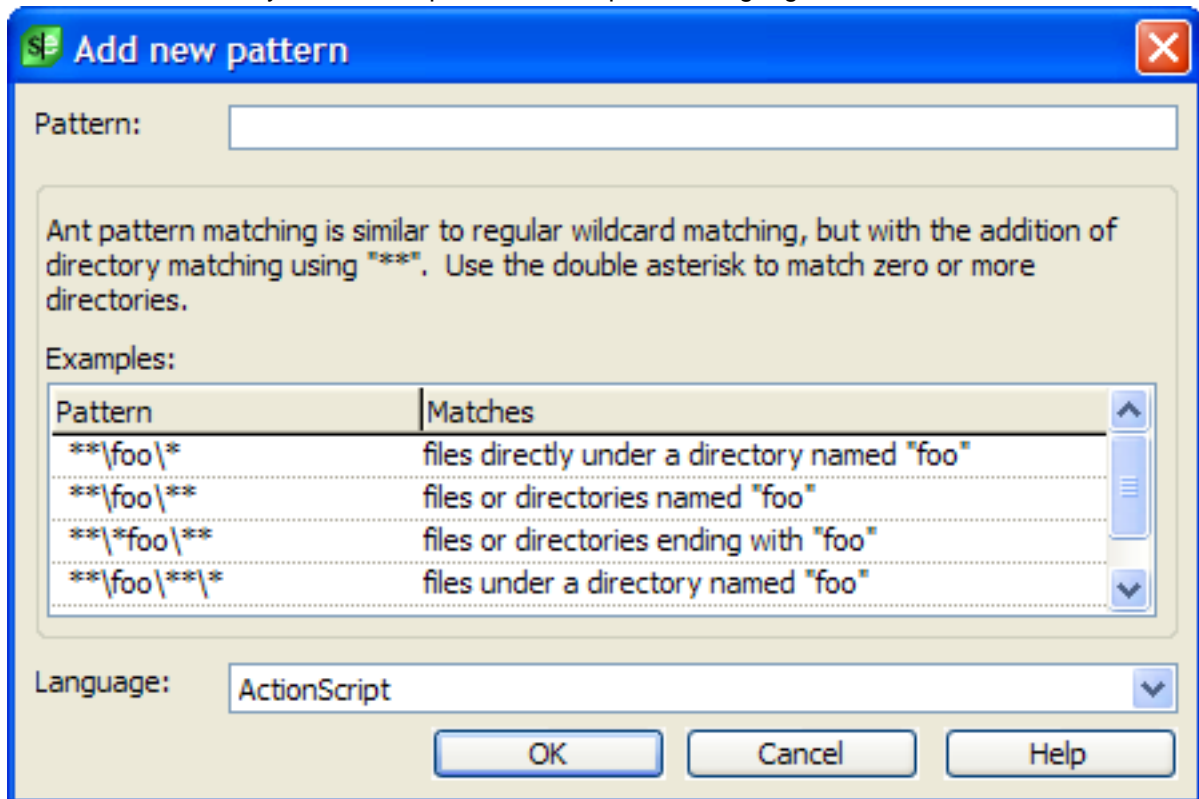 Add new pattern
Pattern:
Ant pattern matching is similar to regular wildcard matching, but with the addition of
directory matching using "**".  Use the double asterisk to match zero or more
directories.
Examples:
Pattern Matches
**\foo\* files directly under a directory named "foo"
**\foo\** files or directories named "foo"
**\*foo\** files or directories ending with "foo"
**\foo\**\* files under a directory named "foo"
Language: ActionScript
OK Cancel Help